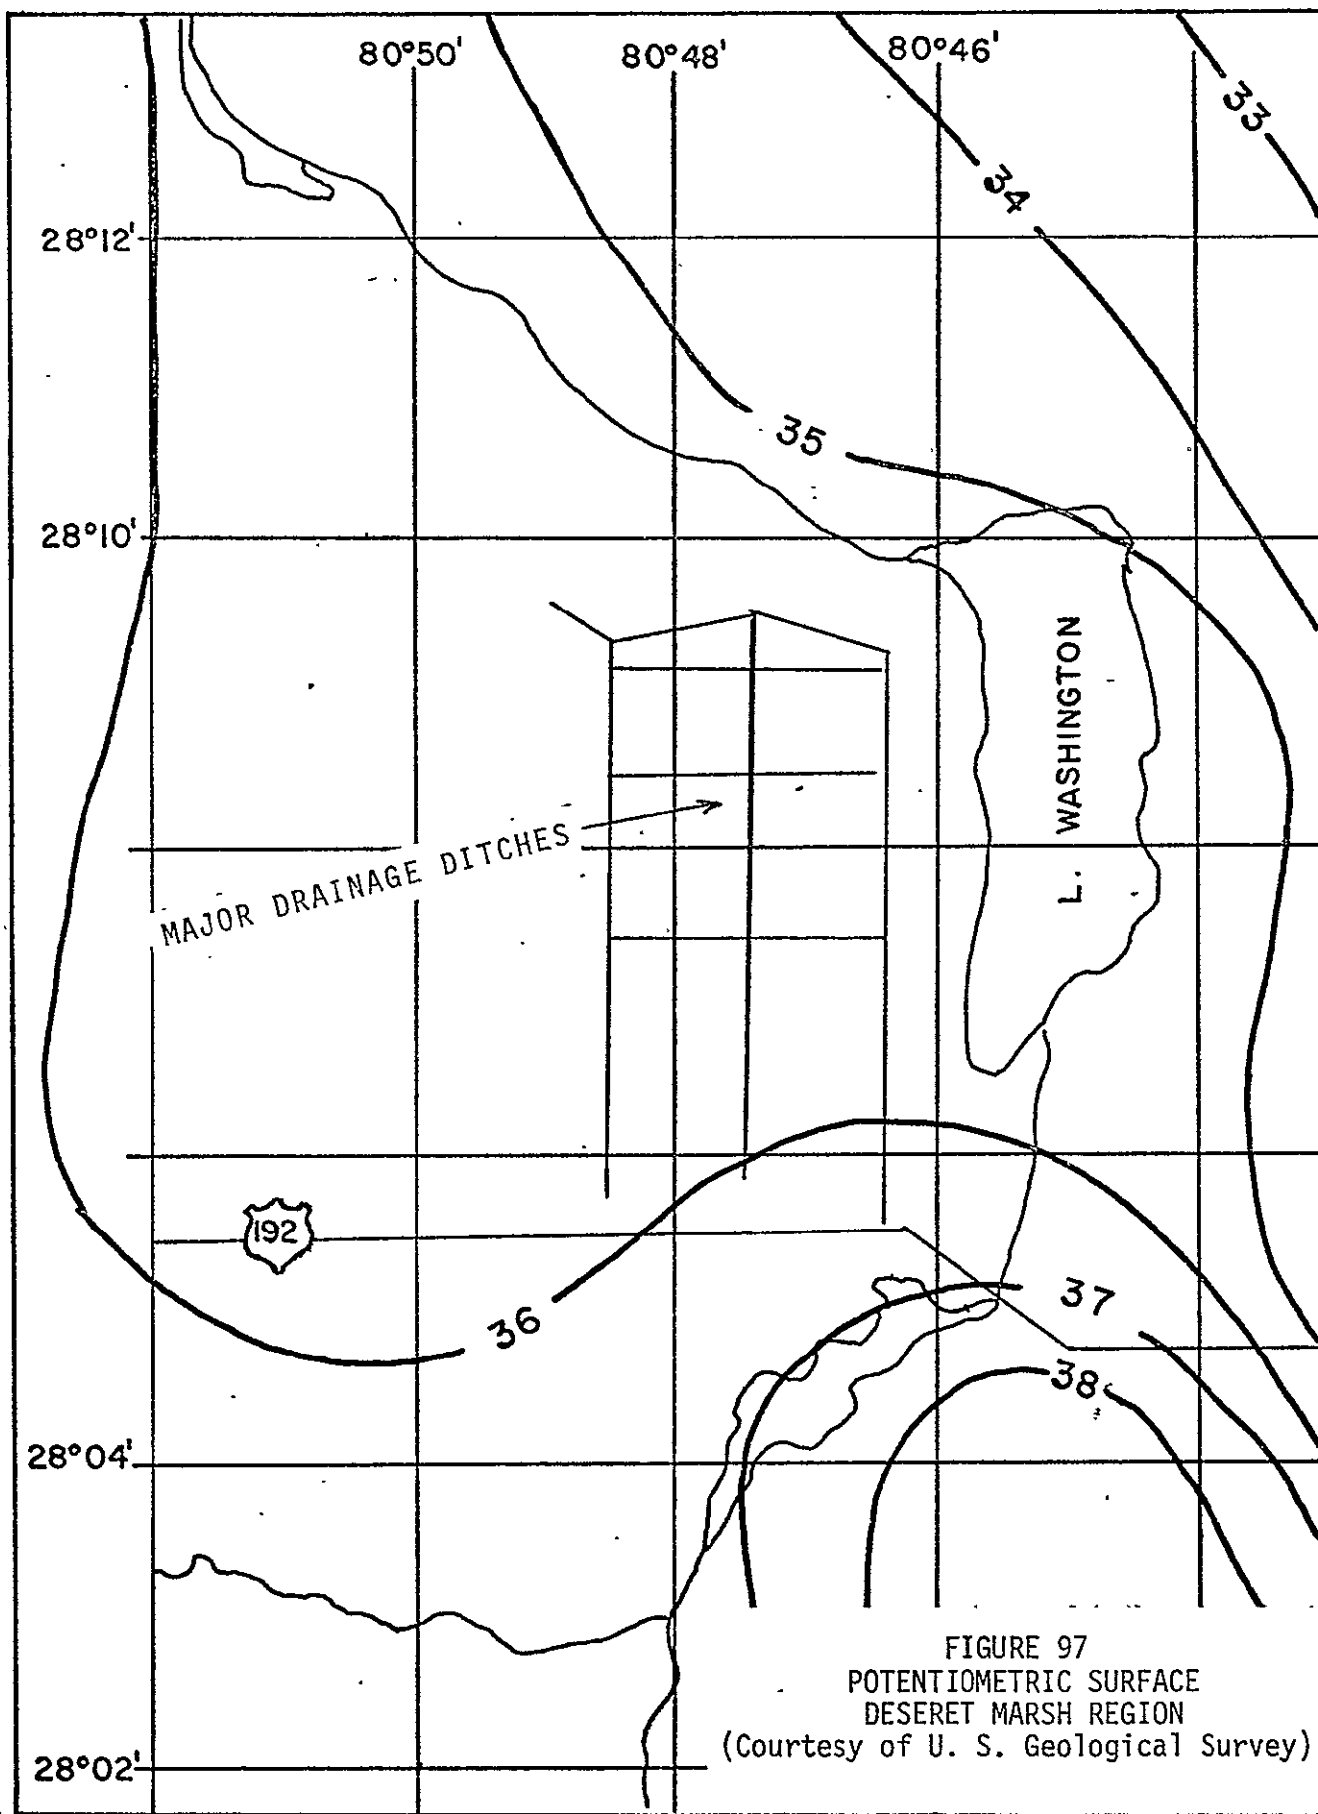 80°50' 80°48' 80°46'
33
34
28°12'
35
28°10'
L. WASHINGTON
MAJOR DRAINAGE DITCHES
192
36
37
38
28°04'
FIGURE 97
POTENTIOMETRIC SURFACE
DESERET MARSH REGION
(Courtesy of U. S. Geological Survey)
28°02'